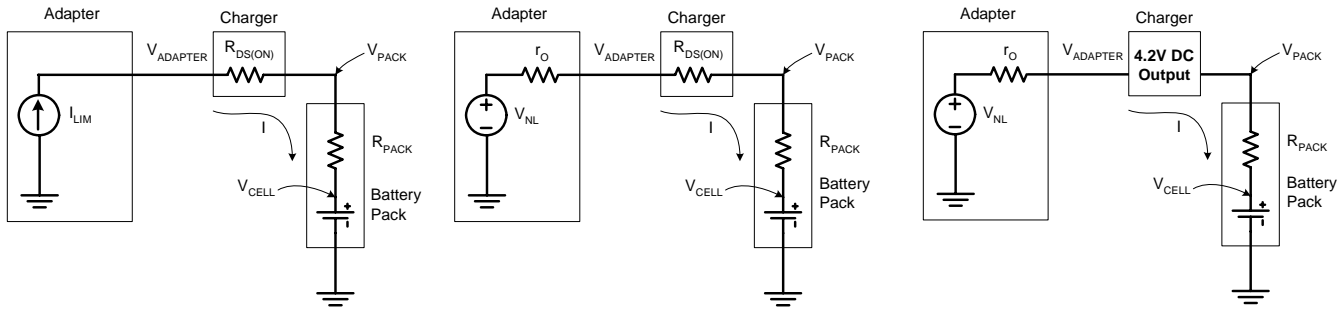 Adapter
Charger
V_ADAPTER
R_DS(ON)
V_PACK
I_LIM
I
R_PACK
V_CELL
Battery
Pack
+
Adapter
Charger
r_O
V_ADAPTER
R_DS(ON)
V_PACK
+
V_NL
I
R_PACK
V_CELL
Battery
Pack
+
Adapter
Charger
r_O
V_ADAPTER
4.2V DC
Output
V_PACK
+
V_NL
I
R_PACK
V_CELL
Battery
Pack
+